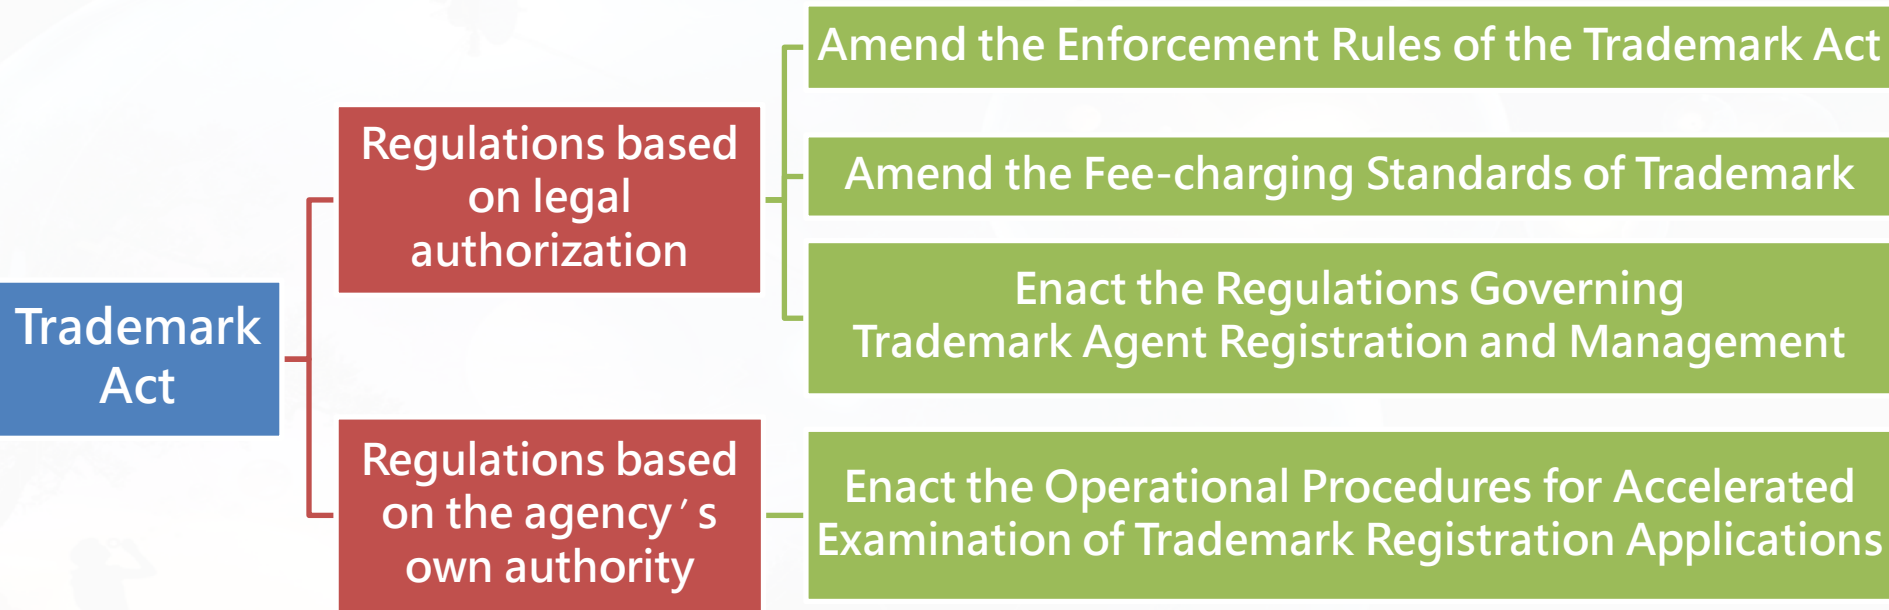 Trademark
Act
Regulations based
on legal
authorization
Amend the Enforcement Rules of the Trademark Act
Amend the Fee-charging Standards of Trademark
Enact the Regulations Governing
Trademark Agent Registration and Management
Regulations based
on the agency′s
own authority
Enact the Operational Procedures for Accelerated
Examination of Trademark Registration Applications